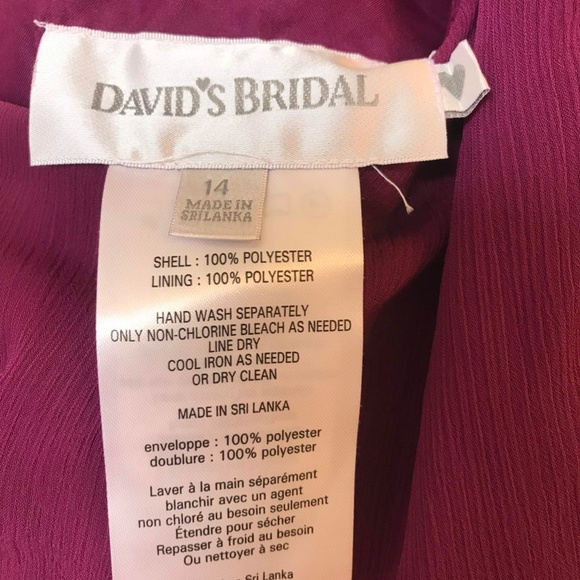 DAVID'S BRIDAL
14
MADE IN
SRI LANKA
SHELL : 100% POLYESTER
LINING : 100% POLYESTER
HAND WASH SEPARATELY
ONLY NON-CHLORINE BLEACH AS NEEDED
LINE DRY
COOL IRON AS NEEDED
OR DRY CLEAN
MADE IN SRI LANKA
enveloppe : 100% polyester
doublure : 100% polyester
Laver à la main séparément
blanchir avec un agent
non chloré au besoin seulement
Étendre pour sécher
Repasser à froid au besoin
Ou nettoyer à sec
Sri Lanka